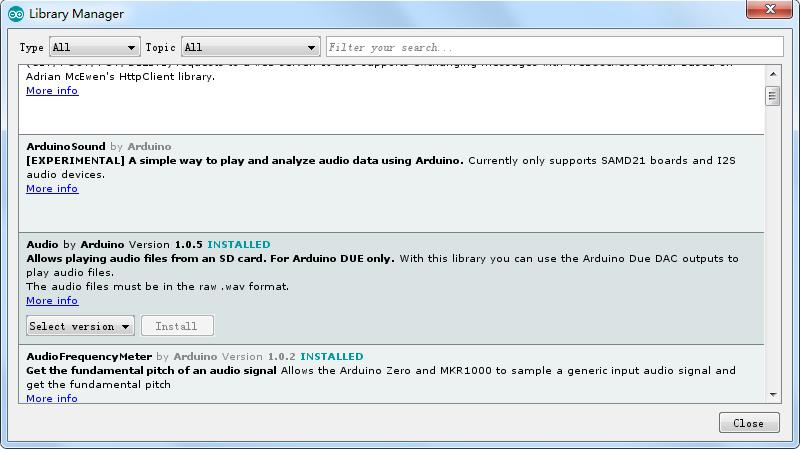 Library Manager
Type All Topic All Filter your search...
Adrian McEwen's HttpClient library.
More info
ArduinoSound by Arduino
[EXPERIMENTAL] A simple way to play and analyze audio data using Arduino. Currently only supports SAMD21 boards and I2S
audio devices.
More info
Audio by Arduino Version 1.0.5 INSTALLED
Allows playing audio files from an SD card. For Arduino DUE only. With this library you can use the Arduino Due DAC outputs to
play audio files.
The audio files must be in the raw .wav format.
More info
Select version Install
AudioFrequencyMeter by Arduino Version 1.0.2 INSTALLED
Get the fundamental pitch of an audio signal Allows the Arduino Zero and MKR1000 to sample a generic input audio signal and
get the fundamental pitch
More info
Close